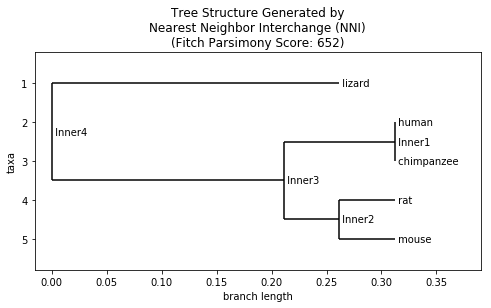 Tree Structure Generated by
Nearest Neighbor Interchange (NNI)
(Fitch Parsimony Score: 652)
1
lizard
2
human
Inner4
Inner1
3
chimpanzee
taxa
Inner3
4
rat
Inner2
5
mouse
0.00 0.05 0.10 0.15 0.20 0.25 0.30 0.35
branch length